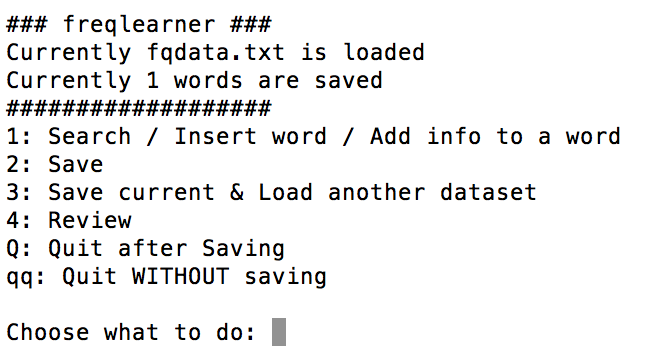 ### freqlearner ###
Currently fqdata.txt is loaded
Currently 1 words are saved
###################
1: Search / Insert word / Add info to a word
2: Save
3: Save current & Load another dataset
4: Review
Q: Quit after Saving
qq: Quit WITHOUT saving
Choose what to do: